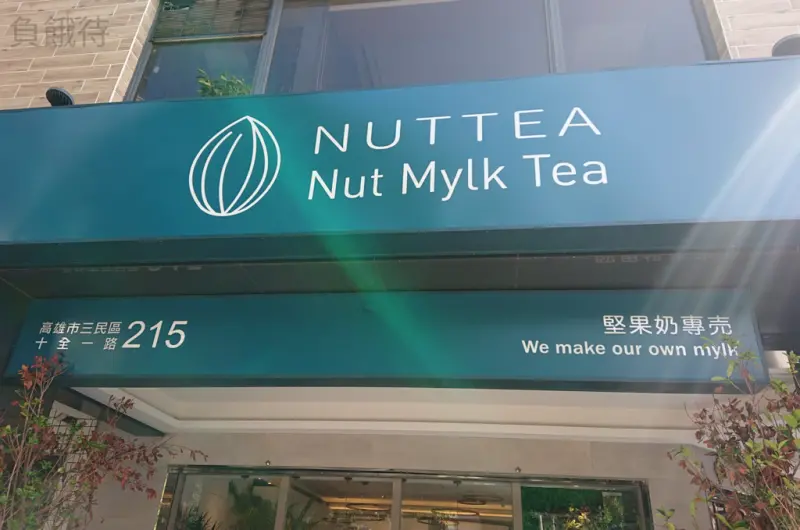 負餓待
NUTTEA
Nut Mylk Tea
高雄市三民區
十全一路 215
堅果奶專売
We make our own mylk